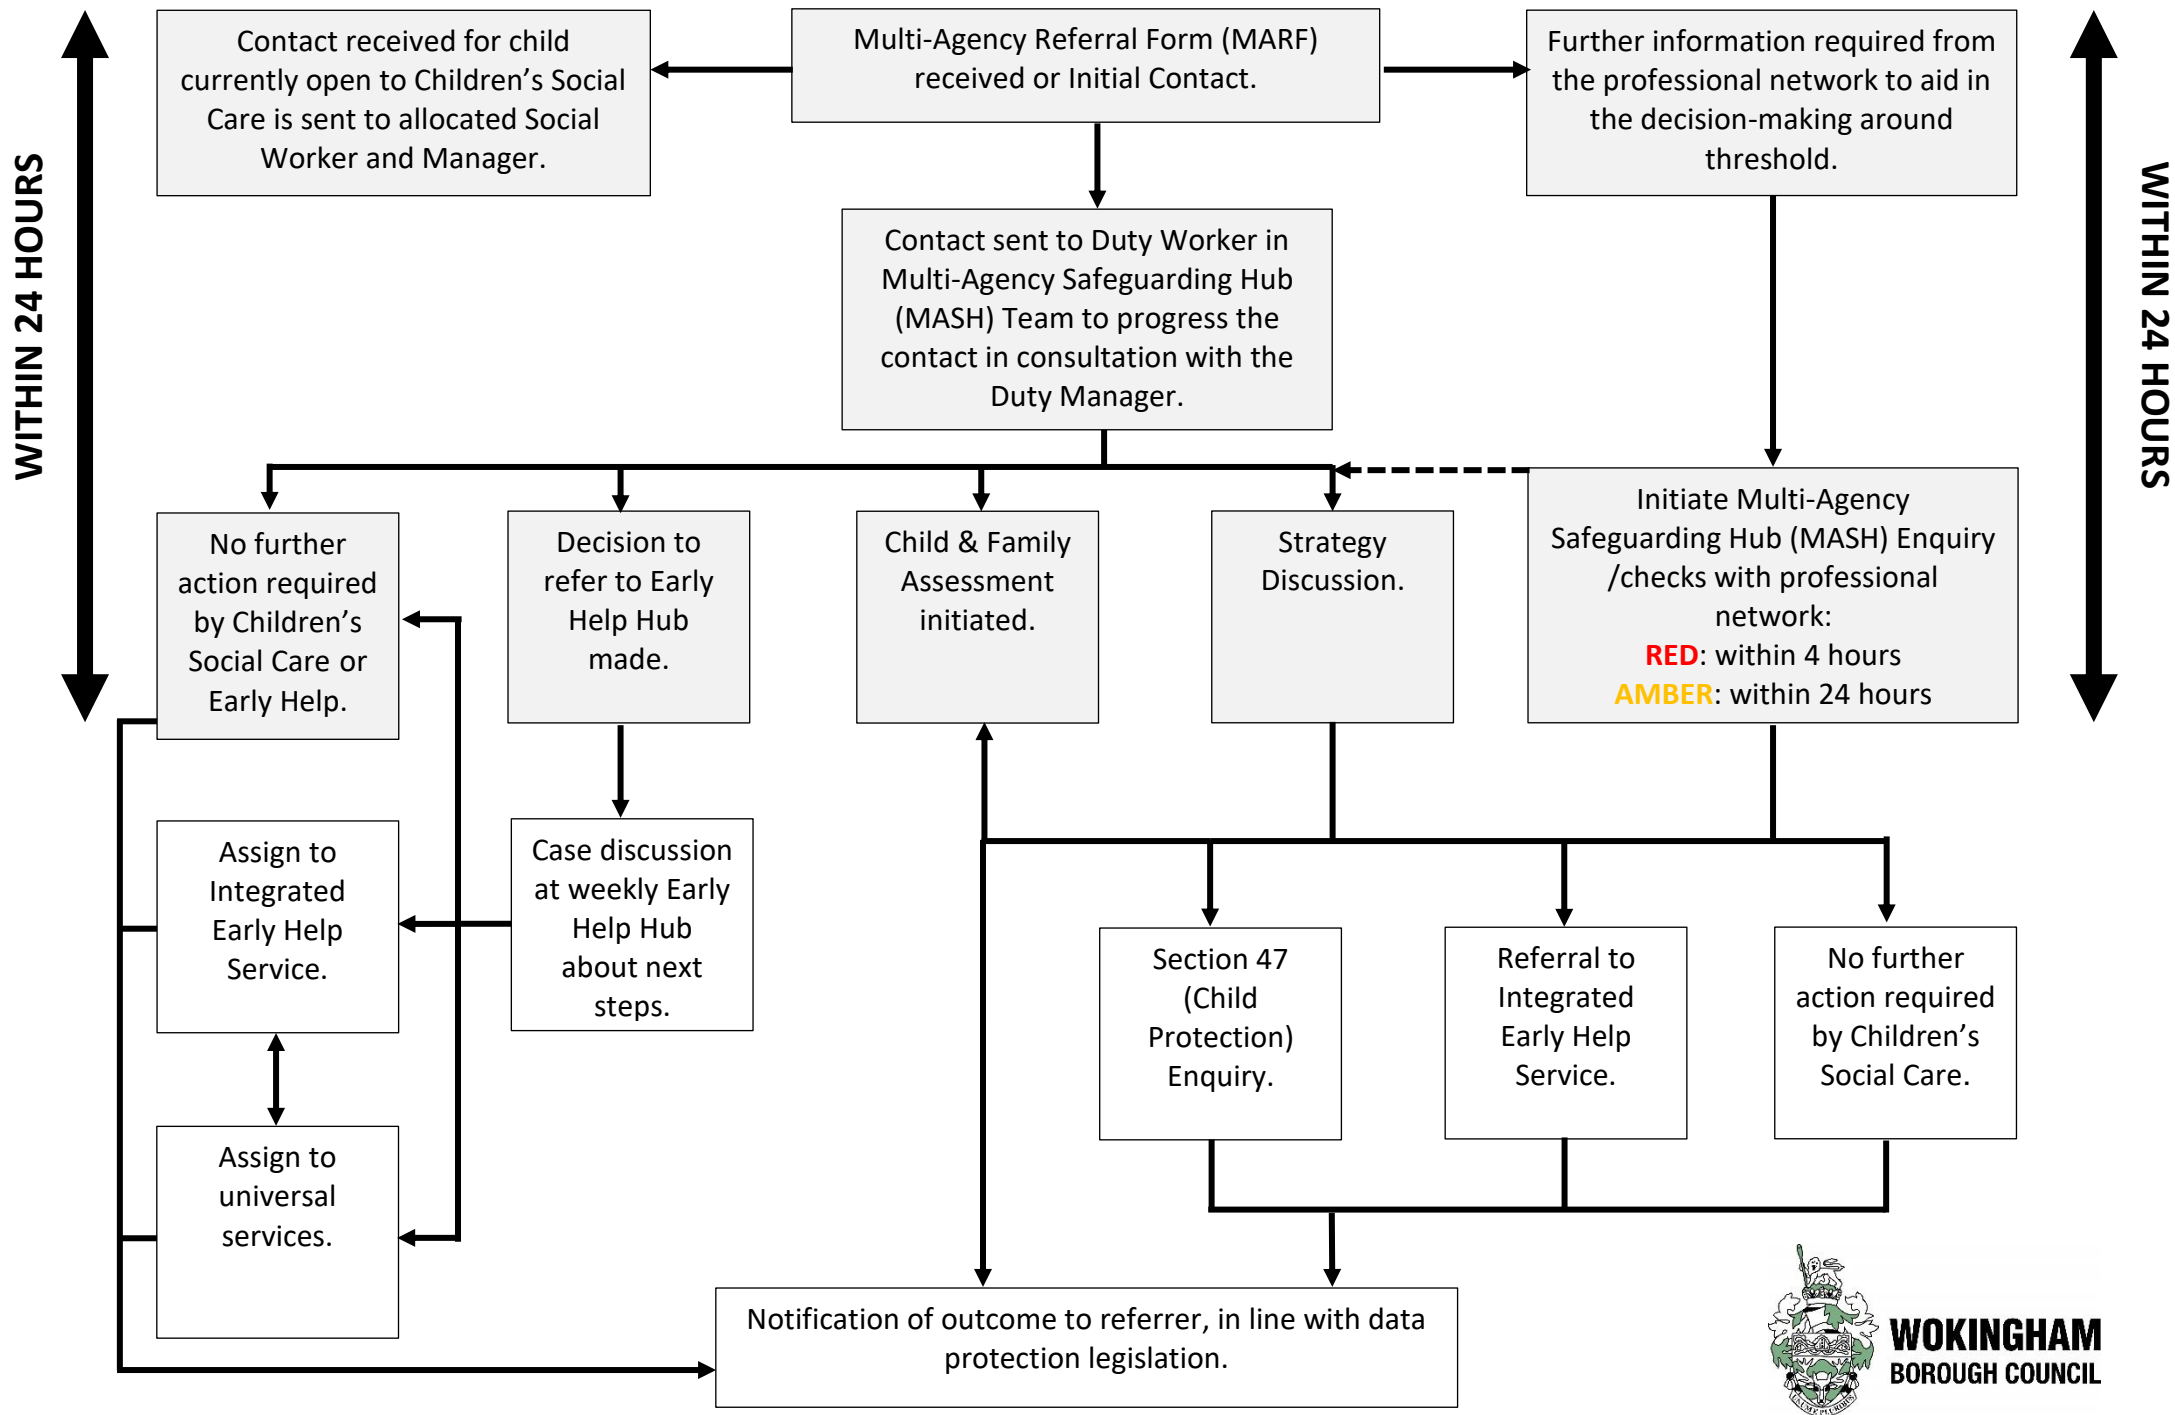 WITHIN 24 HOURS
Contact received for child
currently open to Children's Social
Care is sent to allocated Social
Worker and Manager.
Multi-Agency Referral Form (MARF)
received or Initial Contact.
Further information required from
the professional network to aid in
the decision-making around
threshold.
WITHIN 24 HOURS
Contact sent to Duty Worker in
Multi-Agency Safeguarding Hub
(MASH) Team to progress the
contact in consultation with the
Duty Manager.
No further
action required
by Children's
Social Care or
Early Help.
Decision to
refer to Early
Help Hub
made.
Child & Family
Assessment
initiated.
Strategy
Discussion.
Initiate Multi-Agency
Safeguarding Hub (MASH) Enquiry
/checks with professional
network:
RED: within 4 hours
AMBER: within 24 hours
Assign to
Integrated
Early Help
Service.
Case discussion
at weekly Early
Help Hub
about next
steps.
Section 47
(Child
Protection)
Enquiry.
Referral to
Integrated
Early Help
Service.
No further
action required
by Children's
Social Care.
Assign to
universal
services.
Notification of outcome to referrer, in line with data
protection legislation.
WOKINGHAM
BOROUGH COUNCIL